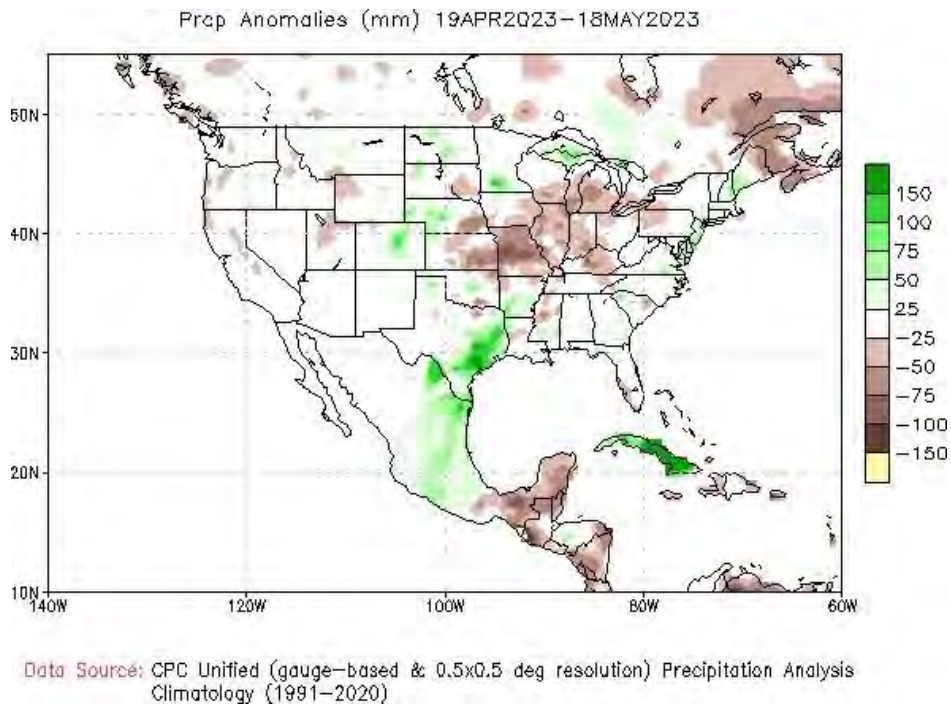 Prcp Anomalies (mm) 19APR2023-18MAY2023
50N
40N
30N
20N
10N
140W 120W 100W 80W 60W
150
100
75
50
25
-25
-50
-75
-100
-150
Data Source: CPC Unified (gauge-based & 0.5x0.5 deg resolution) Precipitation Analysis
Climatology (1991-2020)